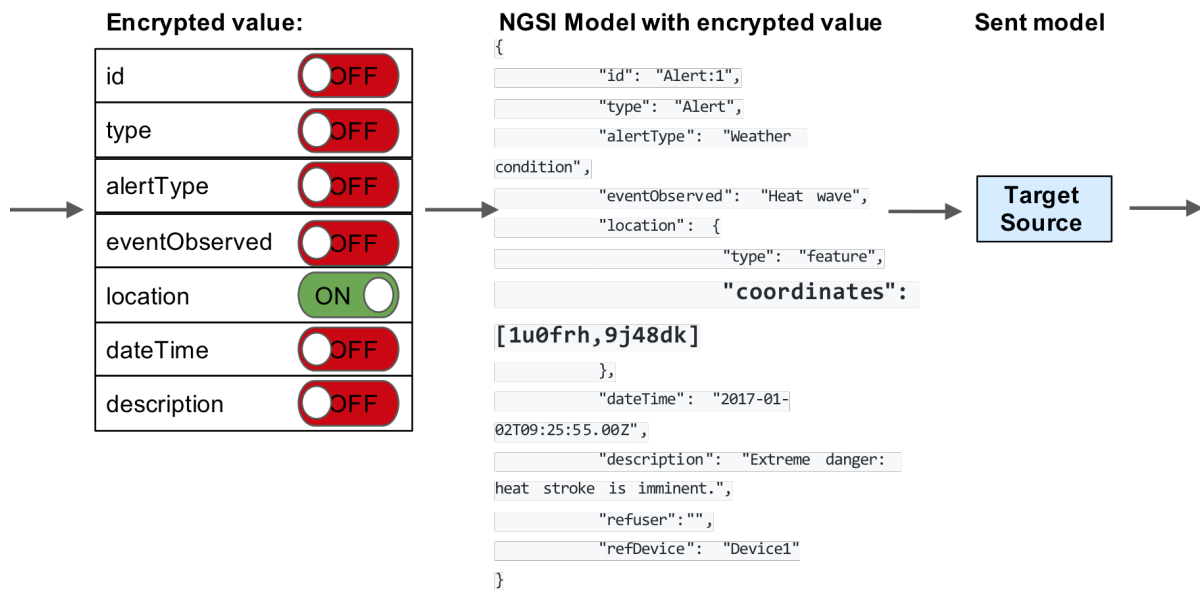 Encrypted value:
id OFF
type OFF
alertType OFF
eventObserved OFF
location ON
dateTime OFF
description OFF
NGSI Model with encrypted value
{
"id": "Alert:1",
"type": "Alert",
"alertType": "Weather
condition",
"eventObserved": "Heat wave",
"location": {
"type": "feature",
"coordinates":
[1u0frh,9j48dk]
},
"dateTime": "2017-01-
02T09:25:55.00Z",
"description": "Extreme danger:
heat stroke is imminent.",
"refuser":"",
"refDevice": "Device1"
}
Sent model
Target
Source